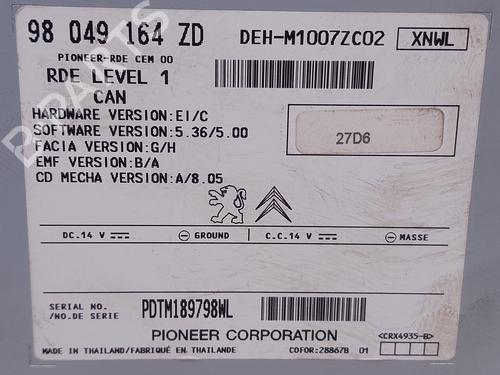 98 049 164 ZD DEH-M1007ZC02 XNWL
PIONEER-RDE CEM 00
RDE LEVEL 1
CAN
HARDWARE VERSION:EI/C
SOFTWARE VERSION:5.36/5.00
FACIA VERSION:G/H
EMF VERSION:B/A
CD MECHA VERSION:A/8.05
27D6
DC.14 V GROUND C.C.14 V MASSE
SERIAL NO.
/NO.DE SERIE
PDTM189798WL
PIONEER CORPORATION
<CRX4935-B>
MADE IN THAILAND/FABRIQUÉ EN THAILANDE COFOR:28867B 01
B-PARTS